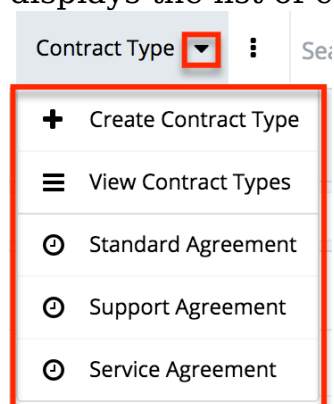 displays the list of
Contract Type
Sea
Create Contract Type
View Contract Types
Standard Agreement
Support Agreement
Service Agreement